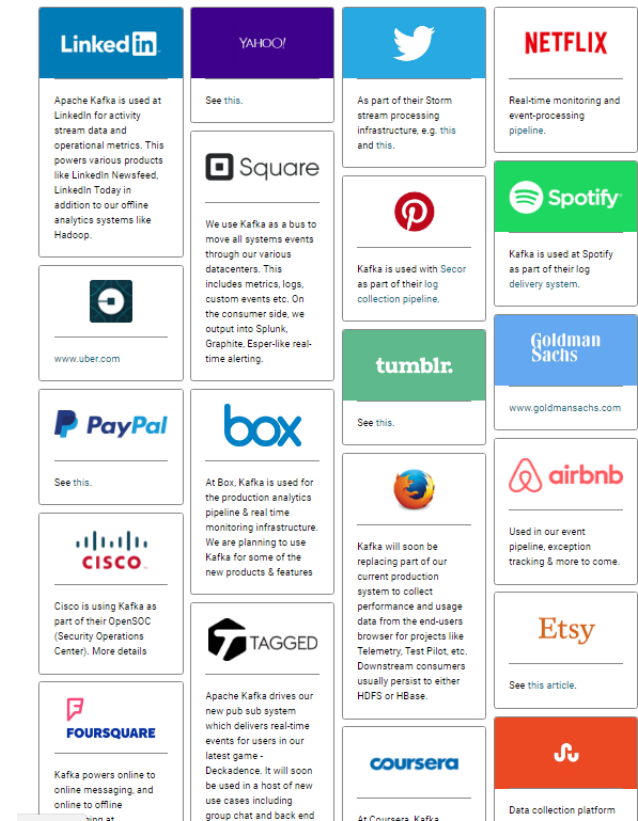 Linked in
Apache Kafka is used at
LinkedIn for activity
stream data and
operational metrics. This
powers various products
like LinkedIn Newsfeed,
LinkedIn Today in
addition to our offline
analytics systems like
Hadoop.
www.uber.com
PayPal
See this.
CISCO
Cisco is using Kafka as
part of their OpenSOC
(Security Operations
Center). More details
FOURSQUARE
Kafka powers online to
online messaging, and
online to offline
YAHOO!
See this.
Square
We use Kafka as a bus to
move all systems events
through our various
datacenters. This
includes metrics, logs,
custom events etc. On
the consumer side, we
output into Splunk,
Graphite, Esper-like real-
time alerting.
box
At Box, Kafka is used for
the production analytics
pipeline & real time
monitoring infrastructure.
We are planning to use
Kafka for some of the
new products & features
TAGGED
Apache Kafka drives our
new pub sub system
which delivers real-time
events for users in our
latest game -
Deckadence. It will soon
be used in a host of new
use cases including
group chat and back end
As part of their Storm
stream processing
infrastructure, e.g. this
and this.
Kafka is used with Secor
as part of their log
collection pipeline.
tumblr.
See this.
Kafka will soon be
replacing part of our
current production
system to collect
performance and usage
data from the end-users
browser for projects like
Telemetry, Test Pilot, etc.
Downstream consumers
usually persist to either
HDFS or HBase.
coursera
At Coursera, Kafka
NETFLIX
Real-time monitoring and
event-processing
pipeline.
Spotify
Kafka is used at Spotify
as part of their log
delivery system.
Goldman
Sachs
www.goldmansachs.com
airbnb
Used in our event
pipeline, exception
tracking & more to come.
Etsy
See this article.
Data collection platform